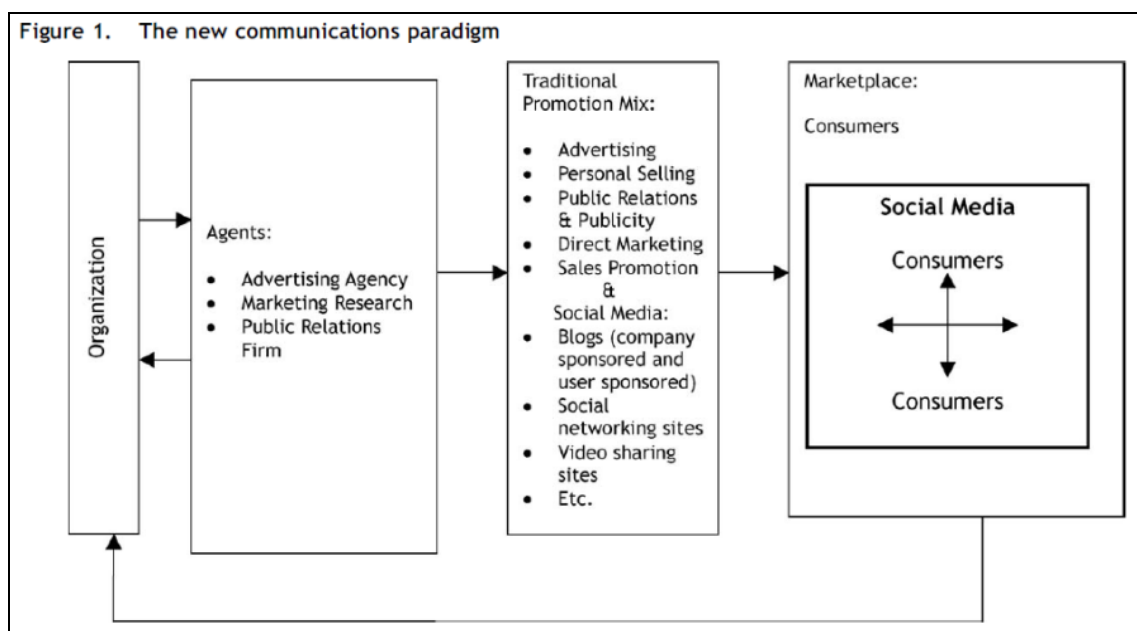 Figure 1. The new communications paradigm
Organization
Agents:
• Advertising Agency
• Marketing Research
• Public Relations
Firm
Traditional
Promotion Mix:
• Advertising
• Personal Selling
• Public Relations
& Publicity
• Direct Marketing
• Sales Promotion
&
Social Media:
• Blogs (company
sponsored and
user sponsored)
• Social
networking sites
• Video sharing
sites
• Etc.
Marketplace:
Consumers
Social Media
Consumers
Consumers